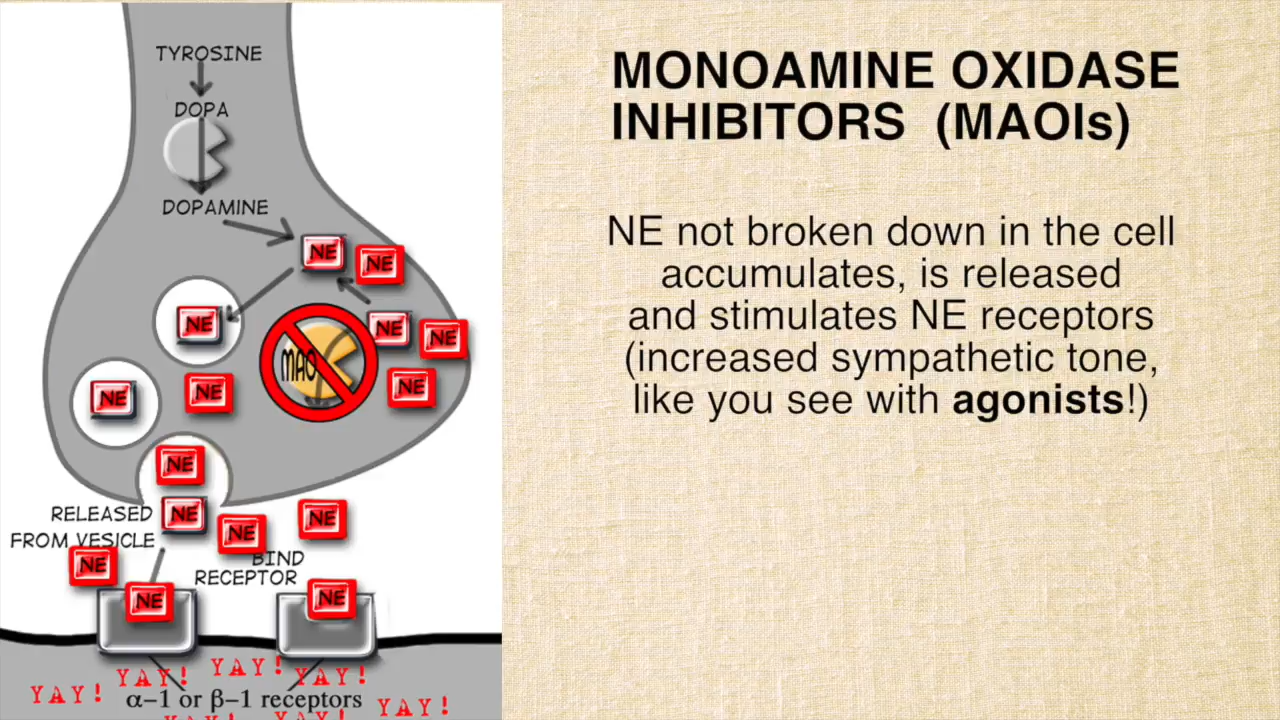 TYROSINE
DOPA
DOPAMINE
NE
NE
NE
NE
NE
MAO
NE
NE
NE
NE
RELEASED
FROM VESICLE
NE
NE
NE
BIND
RECEPTOR
NE
NE
NE
YAY!
YAY!
YAY!
YAY!
α-1 or β-1 receptors
YAY!
YAY!
YAY!
MONOAMINE OXIDASE
INHIBITORS (MAOIs)
NE not broken down in the cell
accumulates, is released
and stimulates NE receptors
(increased sympathetic tone,
like you see with agonists!)